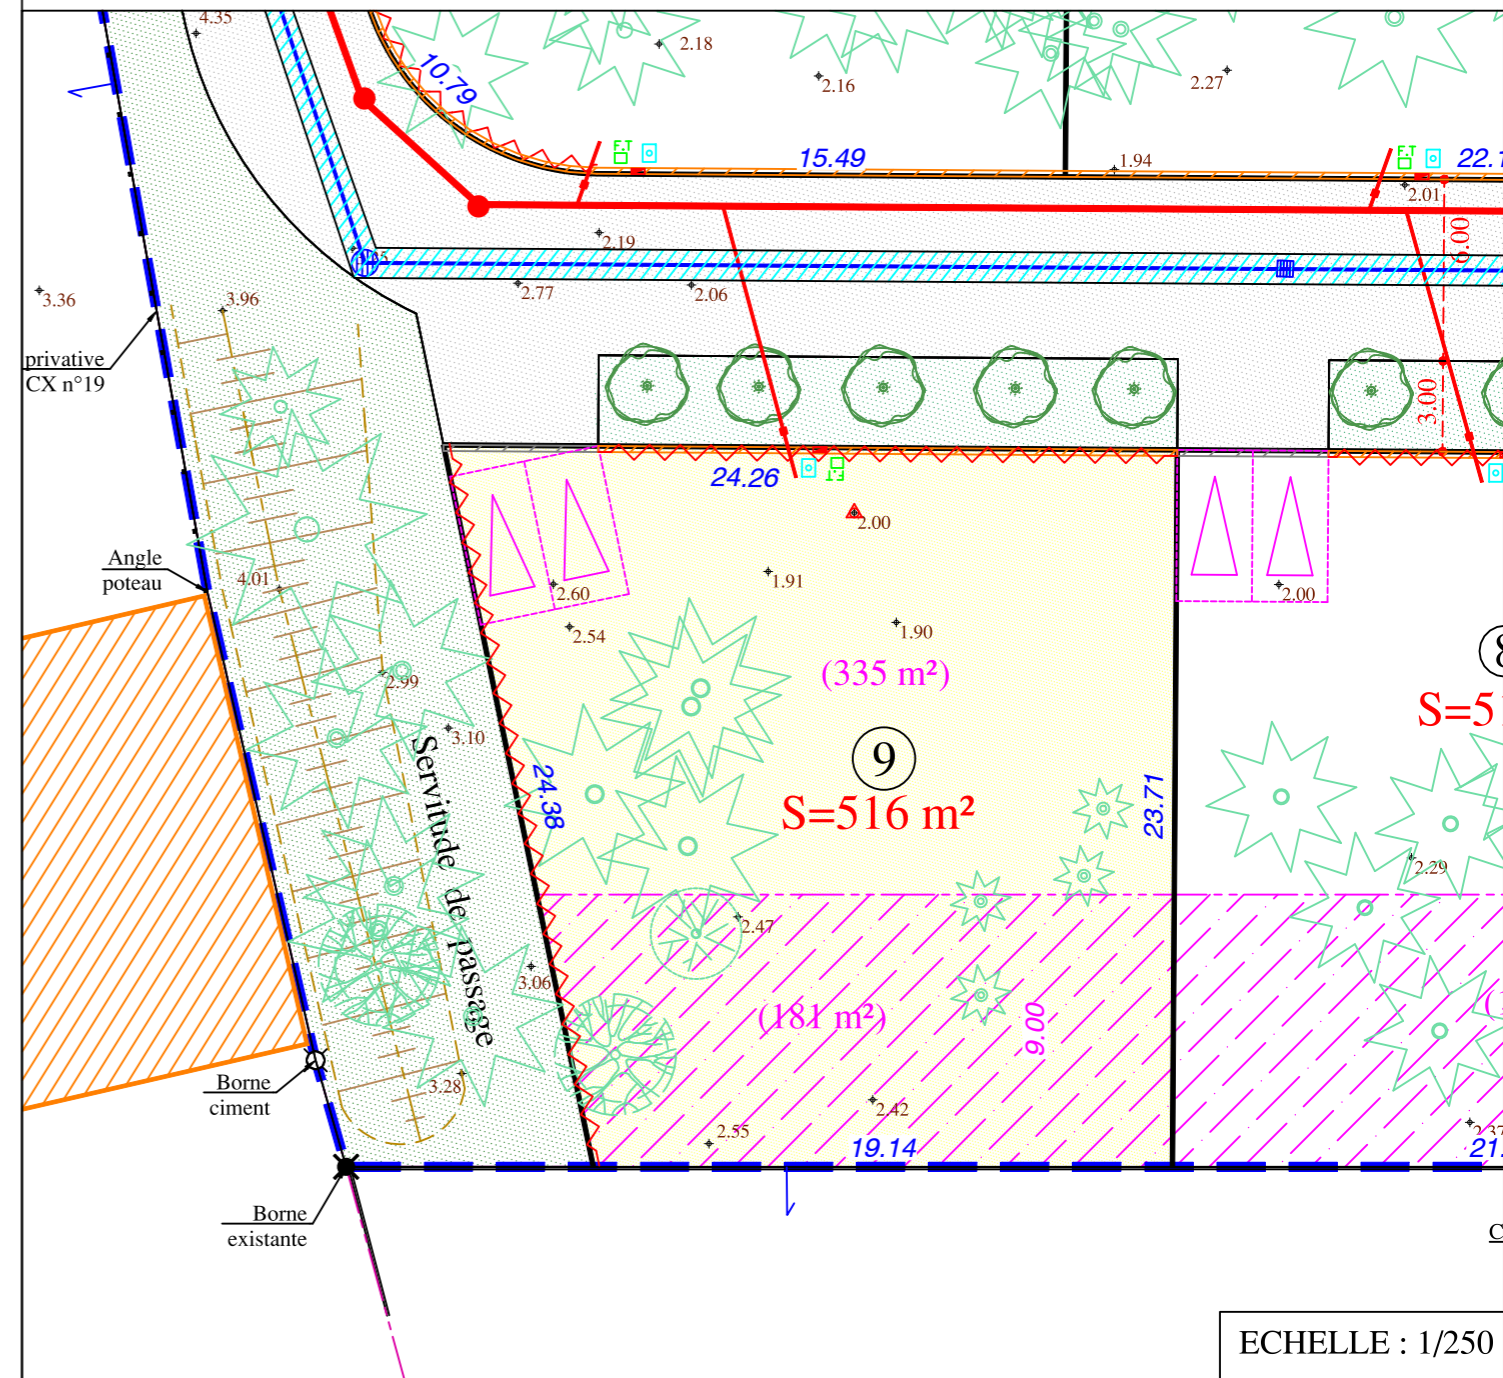 4.35
2.18
10.79
2.16
2.27
F.T
15.49
1.94
F.T
22.1
2.01
2.19
6.00
3.36
3.96
2.77
2.06
privative
CX n°19
3.00
24.26
F.T
2.00
Angle
poteau
4.01
2.60
1.91
2.00
2.54
1.90
2.99
(335 m²)
3.10
9
S=516 m²
S=51
Servitude de passage
24.38
23.71
2.29
2.47
3.06
(181 m²)
9.00
Borne
ciment
3.28
2.42
2.55
2.37
19.14
21.
Borne
existante
ECHELLE : 1/250